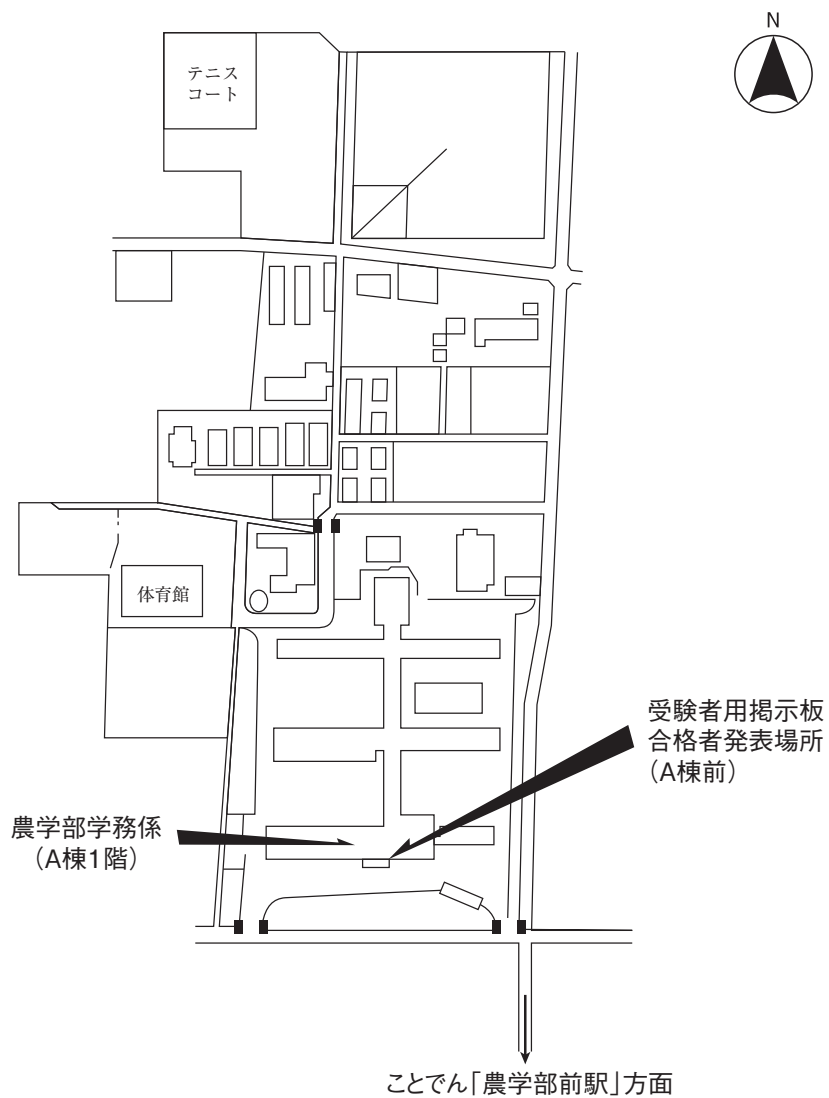 N
テニス
コート
体育館
受験者用掲示板
合格者発表場所
（A棟前）
農学部学務係
（A棟1階）
ことでん「農学部前駅」方面